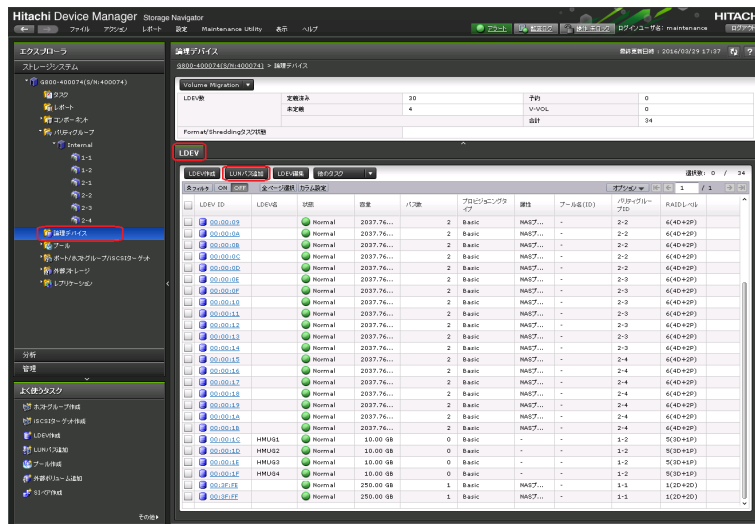 Hitachi Device Manager Storage Navigator
HITACHI
ファイル アクション レポート 設定 Maintenance Utility 表示 ヘルプ
ログインユーザ名: maintenance
エクスプローラ
ストレージシステム
G800-400074(S/N:400074)
タスク
レポート
コンポーネント
パリティグループ
Internal
1-1
1-2
2-1
2-2
2-3
2-4
論理デバイス
プール
ポート/ホストグループ/iSCSIターゲット
外部ストレージ
レプリケーション
分析
管理
よく使うタスク
ホストグループ作成
iSCSIターゲット作成
LDEV作成
LUNパス追加
プール作成
外部ボリューム追加
SIペア作成
その他
論理デバイス
最終更新日時 : 2016/03/29 17:37
G800-400074(S/N:400074) > 論理デバイス
Volume Migration
LDEV数 定義済み 30 予約 0
未定義 4 V-VOL 0
合計 34
Format/Shreddingタスク状態
LDEV
LDEV作成 LUNパス追加 LDEV編集 他のタスク 選択数: 0 / 34
フィルタ ON OFF 全ページ選択 カラム設定 オプション 1 / 1
LDEV ID LDEV名 状態 容量 パス数 プロビジョニングタイプ 属性 プール名(ID) パリティグループID RAIDレベル
00:00:09 Normal 2037.76... 2 Basic NASプ... - 2-2 6(4D+2P)
00:00:0A Normal 2037.76... 2 Basic NASプ... - 2-2 6(4D+2P)
00:00:0B Normal 2037.76... 2 Basic NASプ... - 2-2 6(4D+2P)
00:00:0C Normal 2037.76... 2 Basic NASプ... - 2-2 6(4D+2P)
00:00:0D Normal 2037.76... 2 Basic NASプ... - 2-2 6(4D+2P)
00:00:0E Normal 2037.76... 2 Basic NASプ... - 2-3 6(4D+2P)
00:00:0F Normal 2037.76... 2 Basic NASプ... - 2-3 6(4D+2P)
00:00:10 Normal 2037.76... 2 Basic NASプ... - 2-3 6(4D+2P)
00:00:11 Normal 2037.76... 2 Basic NASプ... - 2-3 6(4D+2P)
00:00:12 Normal 2037.76... 2 Basic NASプ... - 2-3 6(4D+2P)
00:00:13 Normal 2037.76... 2 Basic NASプ... - 2-3 6(4D+2P)
00:00:14 Normal 2037.76... 2 Basic NASプ... - 2-3 6(4D+2P)
00:00:15 Normal 2037.76... 2 Basic NASプ... - 2-4 6(4D+2P)
00:00:16 Normal 2037.76... 2 Basic NASプ... - 2-4 6(4D+2P)
00:00:17 Normal 2037.76... 2 Basic NASプ... - 2-4 6(4D+2P)
00:00:18 Normal 2037.76... 2 Basic NASプ... - 2-4 6(4D+2P)
00:00:19 Normal 2037.76... 2 Basic NASプ... - 2-4 6(4D+2P)
00:00:1A Normal 2037.76... 2 Basic NASプ... - 2-4 6(4D+2P)
00:00:1B Normal 2037.76... 2 Basic NASプ... - 2-4 6(4D+2P)
00:00:1C HMUG1 Normal 10.00 GB 0 Basic - - 1-2 5(3D+1P)
00:00:1D HMUG2 Normal 10.00 GB 0 Basic - - 1-2 5(3D+1P)
00:00:1E HMUG3 Normal 10.00 GB 0 Basic - - 1-2 5(3D+1P)
00:00:1F HMUG4 Normal 10.00 GB 0 Basic - - 1-2 5(3D+1P)
00:3F:FE Normal 250.00 GB 1 Basic NASプ... - 1-1 1(2D+2D)
00:3F:FF Normal 250.00 GB 1 Basic NASプ... - 1-1 1(2D+2D)